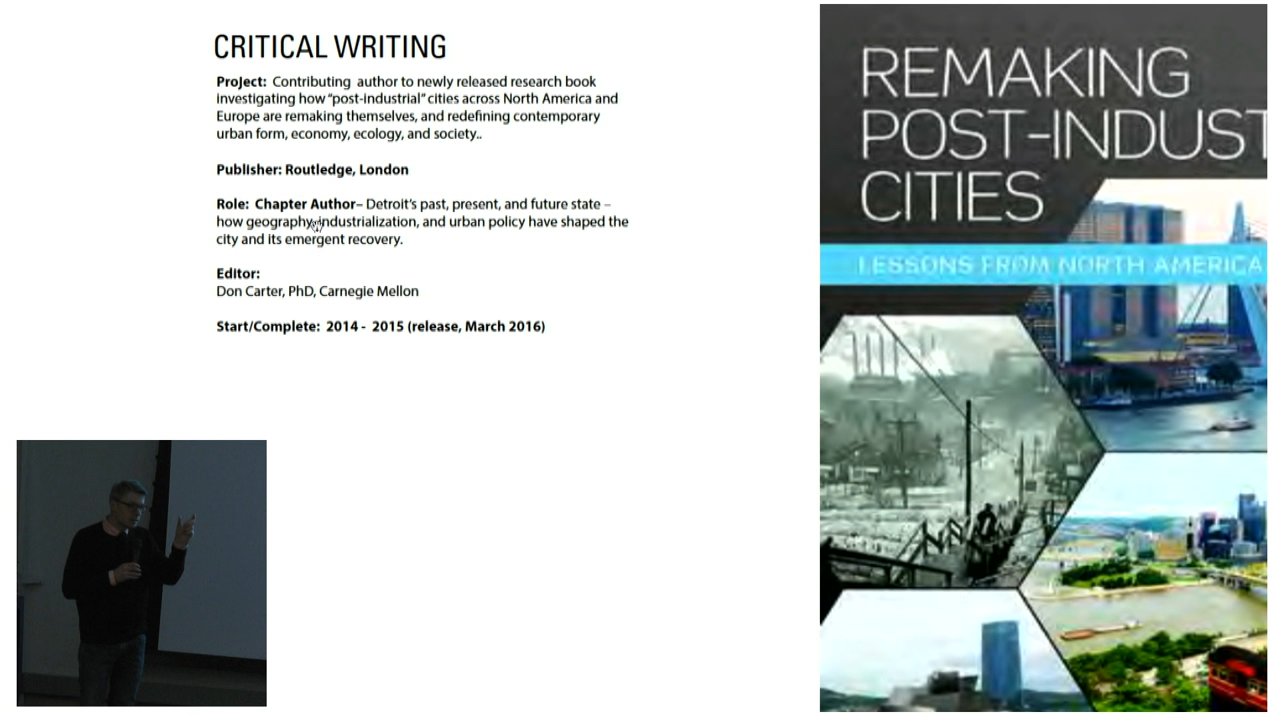 CRITICAL WRITING
Project: Contributing author to newly released research book
investigating how "post-industrial" cities across North America and
Europe are remaking themselves, and redefining contemporary
urban form, economy, ecology, and society..
Publisher: Routledge, London
Role: Chapter Author– Detroit's past, present, and future state –
how geography, industrialization, and urban policy have shaped the
city and its emergent recovery.
Editor:
Don Carter, PhD, Carnegie Mellon
Start/Complete: 2014 - 2015 (release, March 2016)
REMAKING
POST-INDUST
CITIES
LESSONS FROM NORTH AMERICA